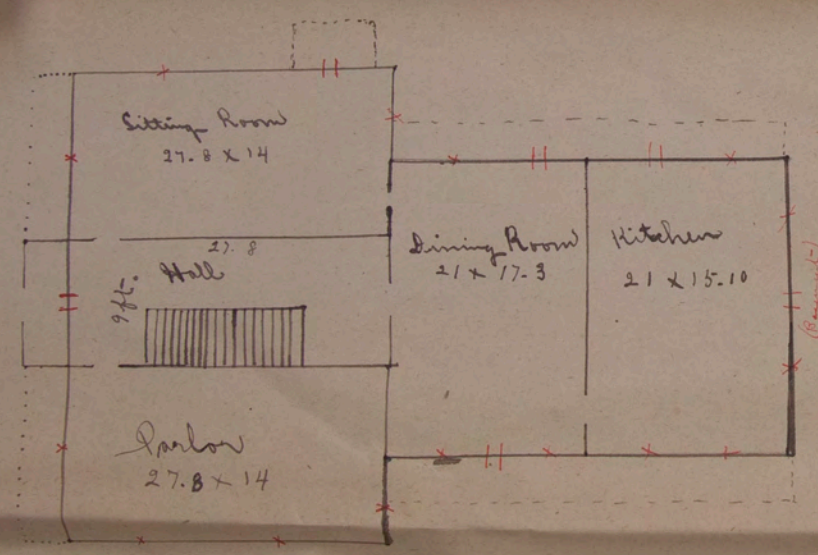 Sitting Room
27.8 x 14
27.8
Hall
9 ft.
Dining Room
21 x 17-3
Kitchen
21 x 15-10
Parlor
27.8 x 14
(Basement)